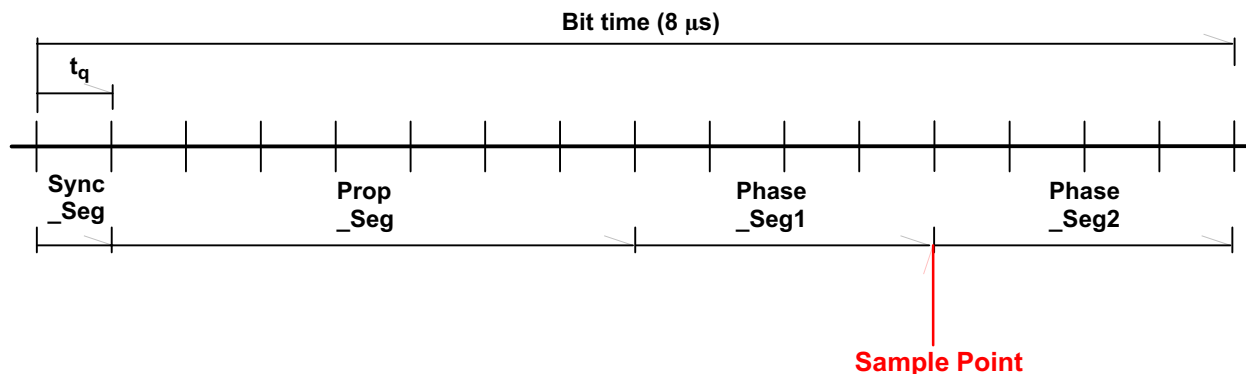 Bit time (8 μs)
tq
Sync
_Seg
Prop
_Seg
Phase
_Seg1
Phase
_Seg2
Sample Point